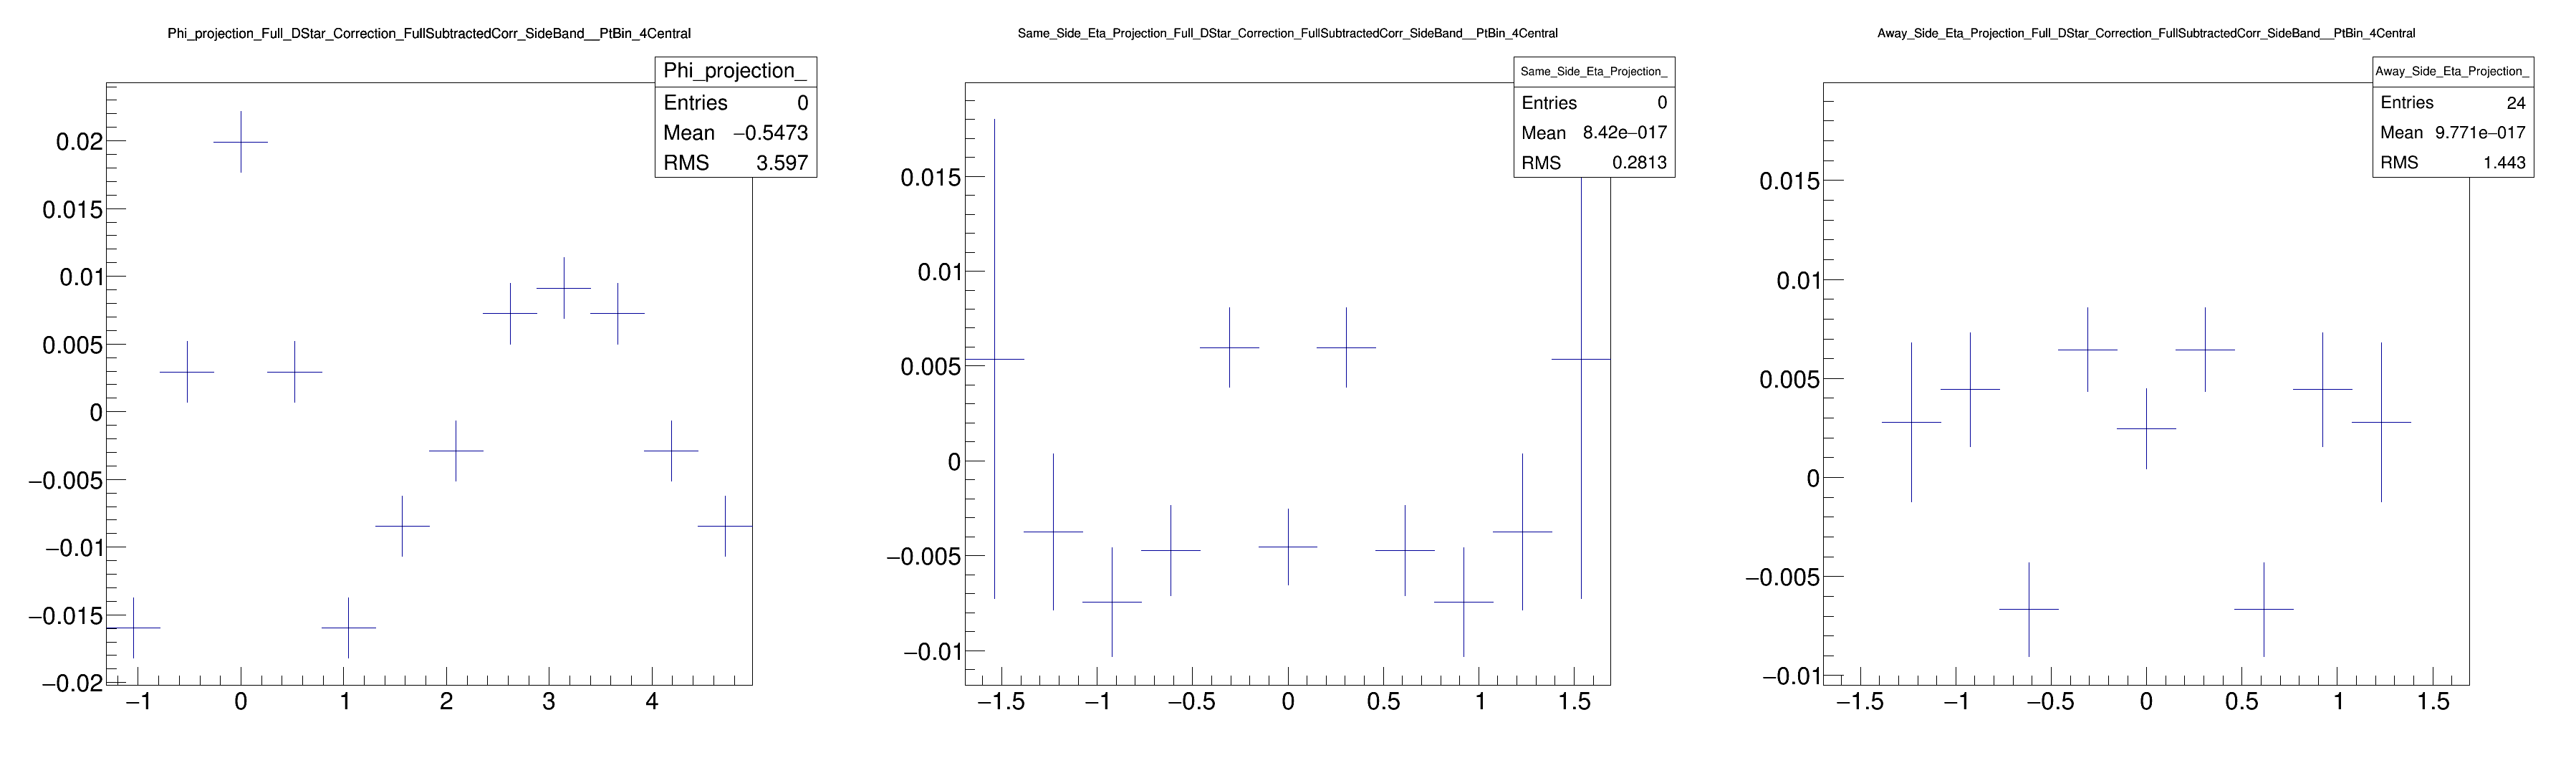 Phi_projection_Full_DStar_Correction_FullSubtractedCorr_SideBand__PtBin_4Central
Phi_projection_
Entries 0
Mean −0.5473
RMS 3.597
0.02
0.015
0.01
0.005
0
−0.005
−0.01
−0.015
−0.02
−1 0 1 2 3 4
Same_Side_Eta_Projection_Full_DStar_Correction_FullSubtractedCorr_SideBand__PtBin_4Central
Same_Side_Eta_Projection_
Entries 0
Mean 8.42e−017
RMS 0.2813
0.015
0.01
0.005
0
−0.005
−0.01
−1.5 −1 −0.5 0 0.5 1 1.5
Away_Side_Eta_Projection_Full_DStar_Correction_FullSubtractedCorr_SideBand__PtBin_4Central
Away_Side_Eta_Projection_
Entries 24
Mean 9.771e−017
RMS 1.443
0.015
0.01
0.005
0
−0.005
−0.01
−1.5 −1 −0.5 0 0.5 1 1.5